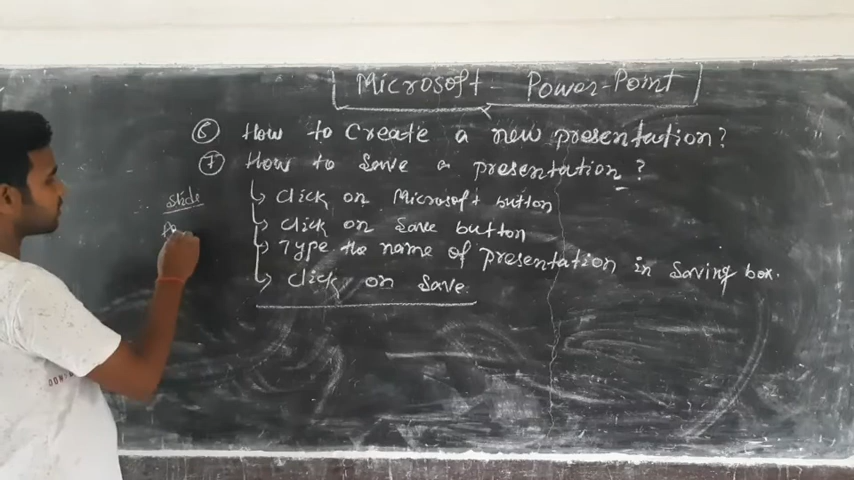 Microsoft Power-Point
6 How to Create a new presentation?
7 How to Save a presentation?
Slide
Click on Microsoft button
Click on Save button
Type the name of presentation in Saving box.
Click on Save.